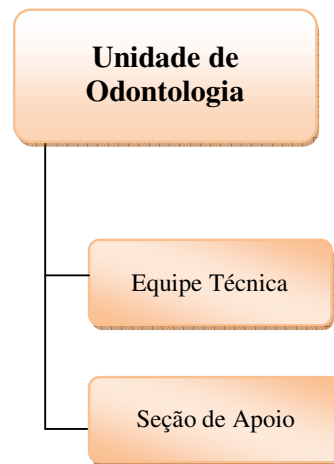 Unidade de
Odontologia
Equipe Técnica
Seção de Apoio